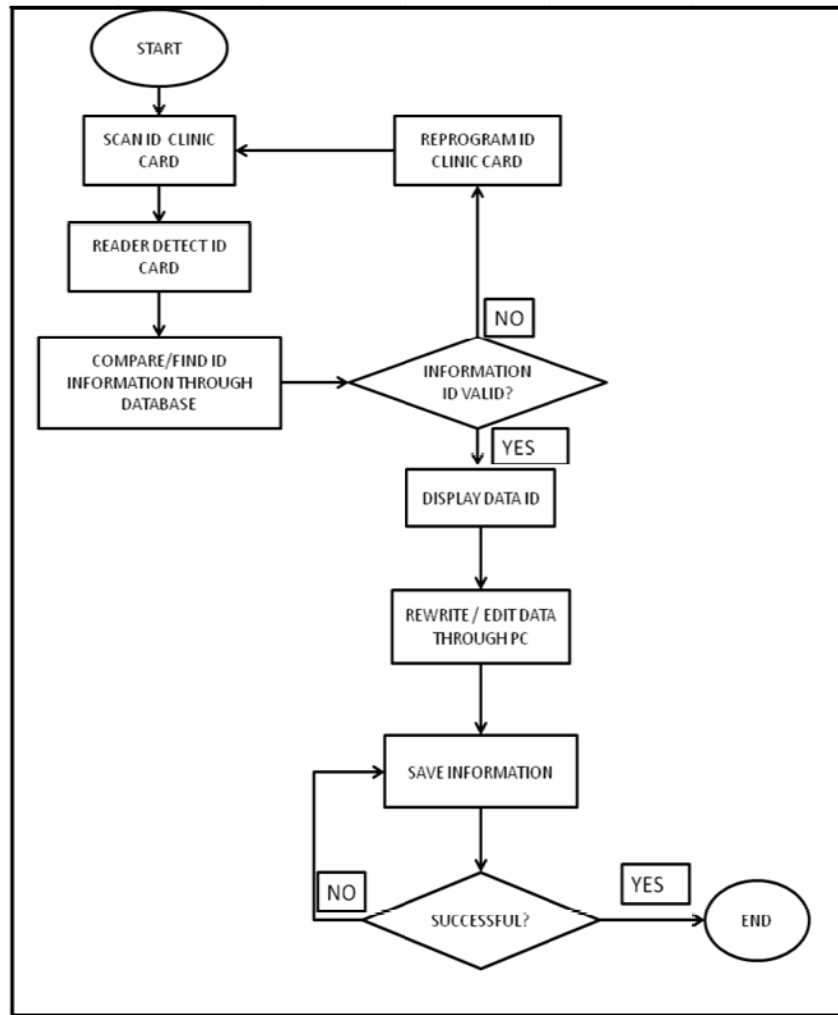 START
SCAN ID CLINIC
CARD
REPROGRAM ID
CLINIC CARD
READER DETECT ID
CARD
NO
COMPARE/FIND ID
INFORMATION THROUGH
DATABASE
INFORMATION
ID VALID?
YES
DISPLAY DATA ID
REWRITE / EDIT DATA
THROUGH PC
SAVE INFORMATION
NO
YES
SUCCESSFUL?
END